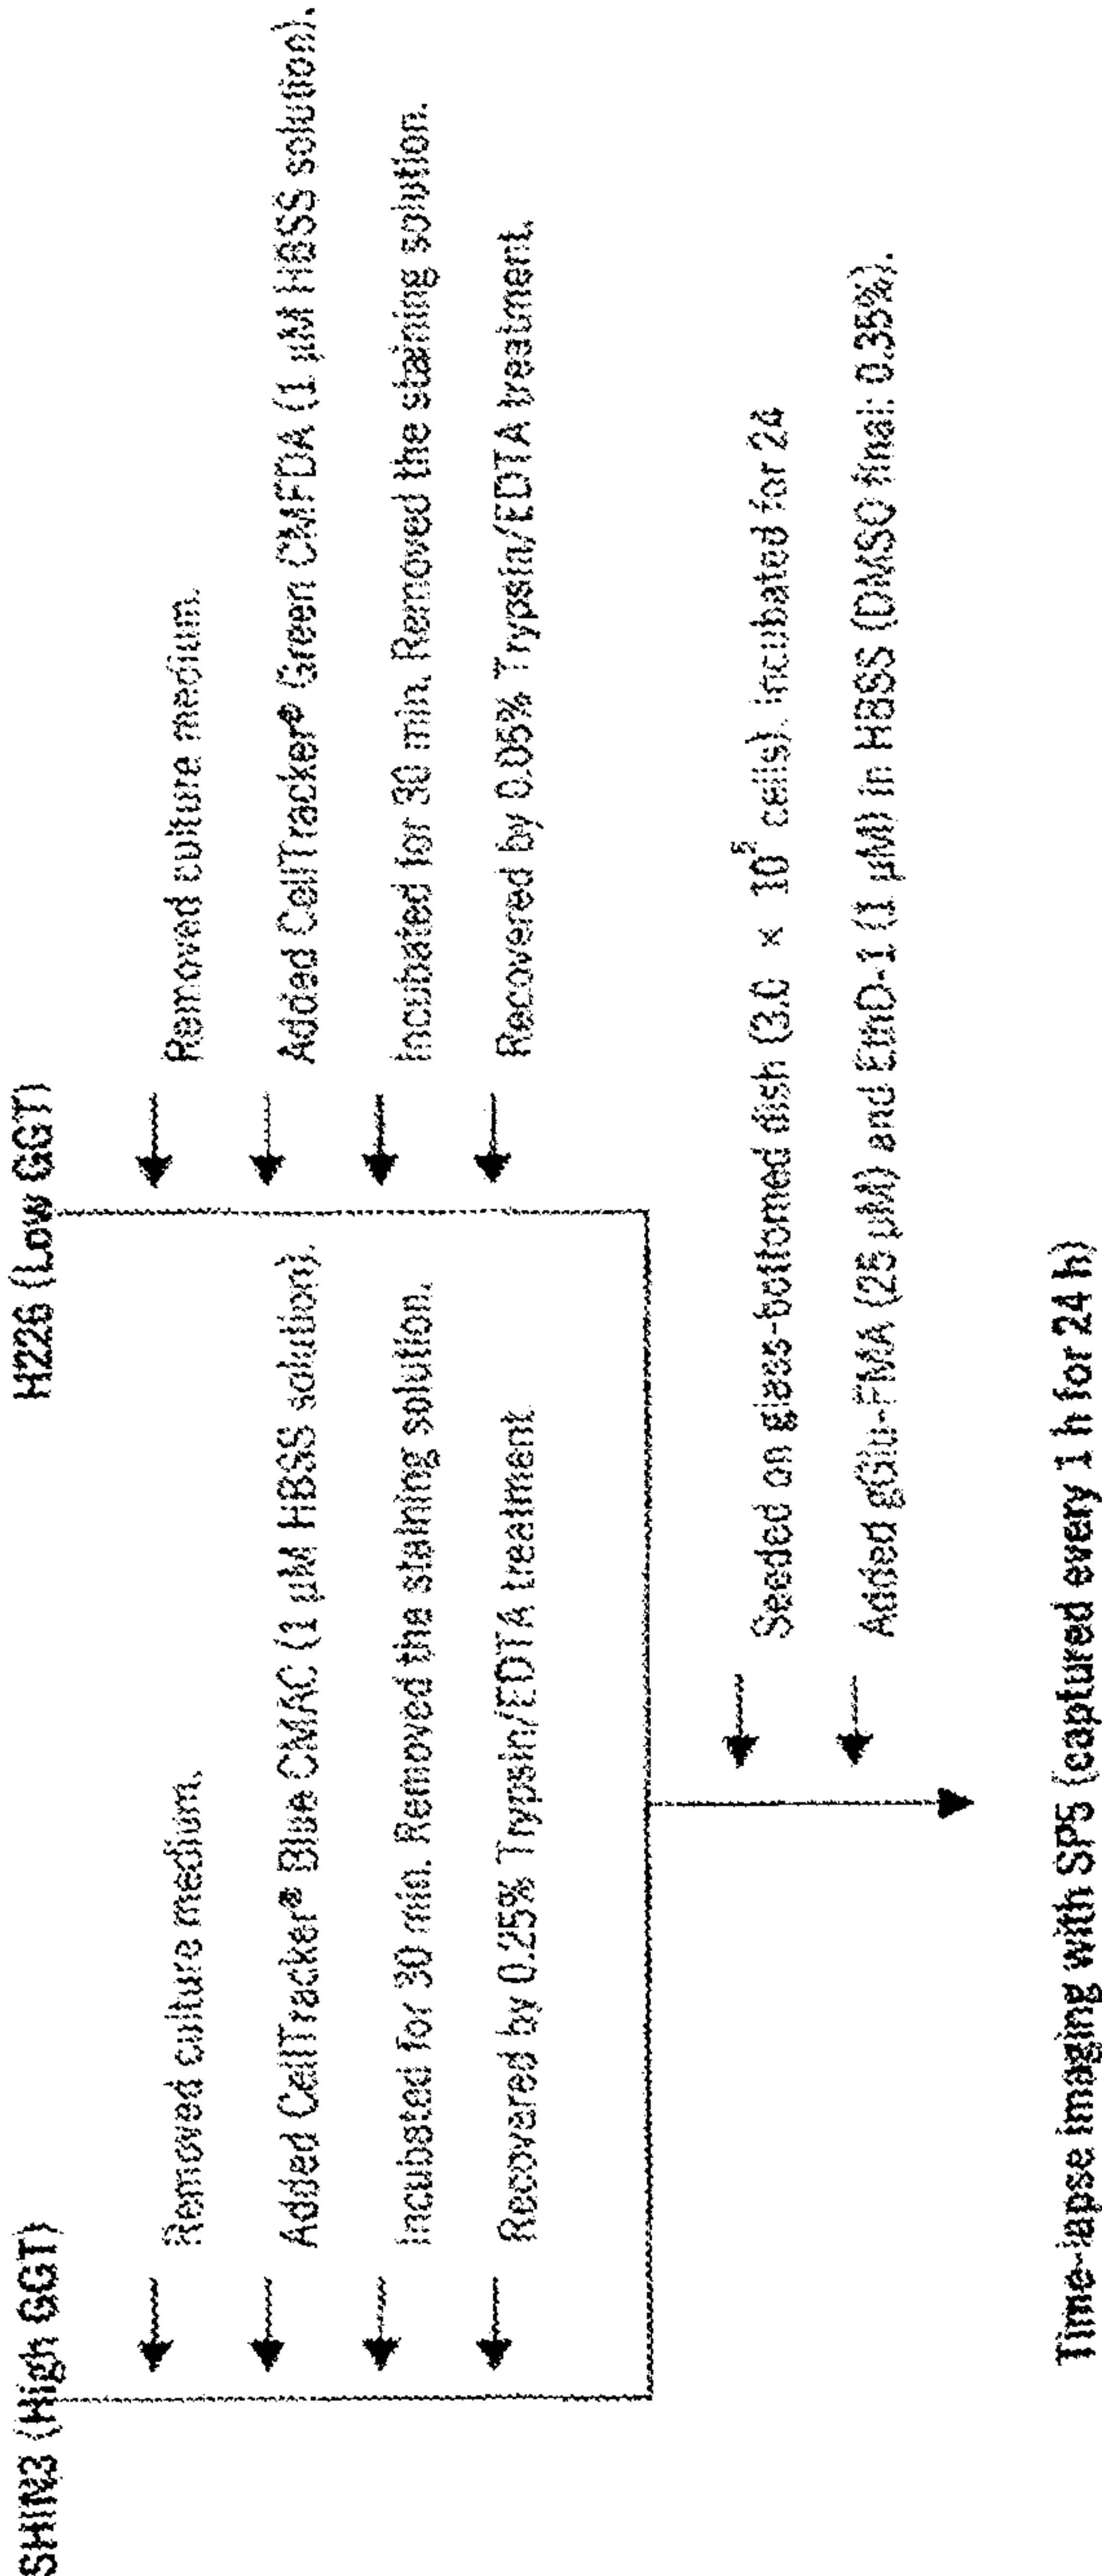 SHIN3 (High GGT)
Removed culture medium.
Added CellTracker® Blue CMAC (1 µM HBSS solution).
Incubated for 30 min. Removed the staining solution.
Recovered by 0.25% Trypsin/EDTA treatment
H226 (Low GGT)
Removed culture medium.
Added CellTracker® Green CMFDA (1 µM HBSS solution).
Incubated for 30 min. Removed the staining solution.
Recovered by 0.05% Trypsin/EDTA treatment.
Seeded on glass-bottomed dish (3.0 × 10⁵ cells). Incubated for 24
Added gGlu-FMA (25 µM) and EthD-1 (1 µM) in HBSS (DMSO final: 0.35%).
Time-lapse imaging with SP5 (captured every 1 h for 24 h)